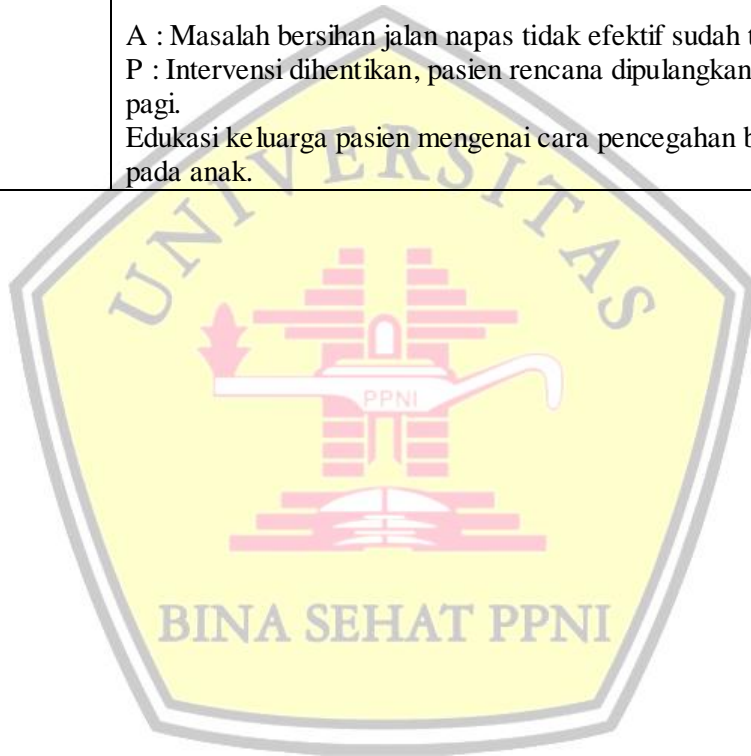 A : Masalah bersihan jalan napas tidak efektif sudah
P : Intervensi dihentikan, pasien rencana dipulangkan
pagi.
Edukasi keluarga pasien mengenai cara pencegahan
pada anak.
UNIVERSITAS
PPNI
BINA SEHAT PPNI